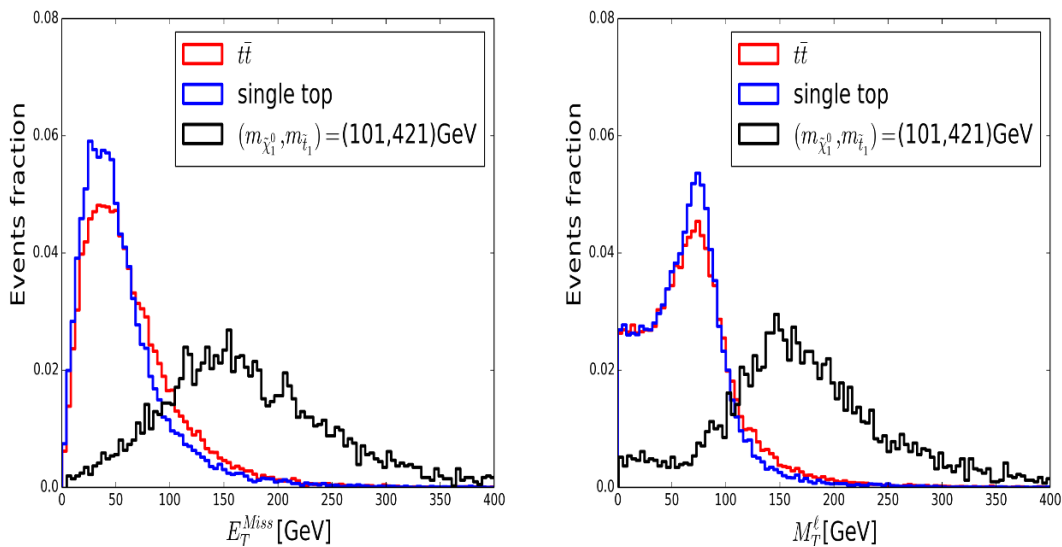 0.08
0.06
0.04
0.02
0.0
Events fraction
tt̄
single top
(m_χ̃₁⁰, m_t̃₁)=(101,421)GeV
0 50 100 150 200 250 300 350 400
E_T^Miss[GeV]
0.08
0.06
0.04
0.02
0.0
Events fraction
tt̄
single top
(m_χ̃₁⁰, m_t̃₁)=(101,421)GeV
0 50 100 150 200 250 300 350 400
M_T^ℓ[GeV]